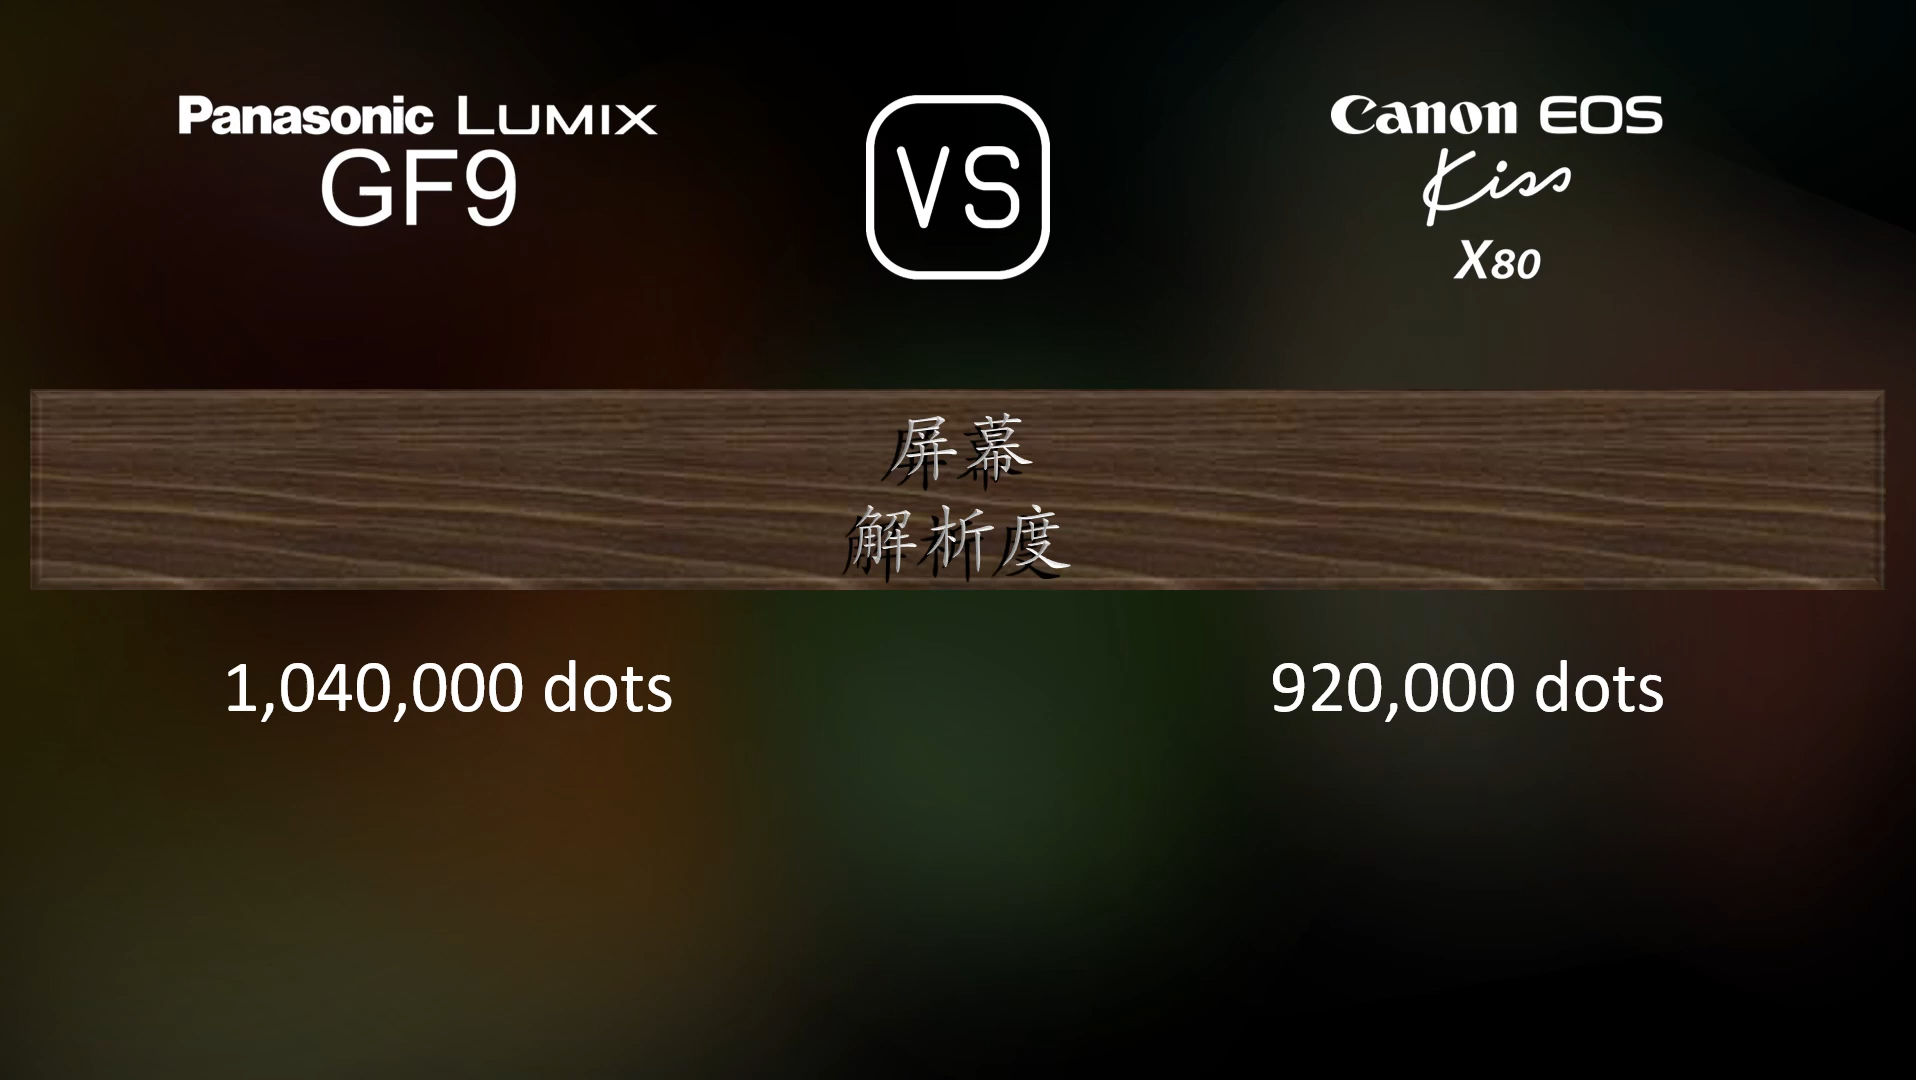 Panasonic LUMIX
GF9
VS
Canon EOS
Kiss
X80
屏幕
解析度
1,040,000 dots
920,000 dots